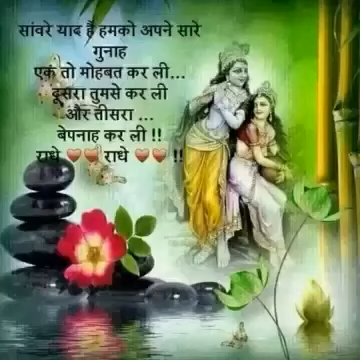 सांवरे याद है हमको अपने सारे
गुनाह
एक तो मोहबत कर ली...
दूसरा तुमसे कर ली
और तीसरा ...
बेपनाह कर ली !!
राधे ♥♥ राधे ♥♥ !!